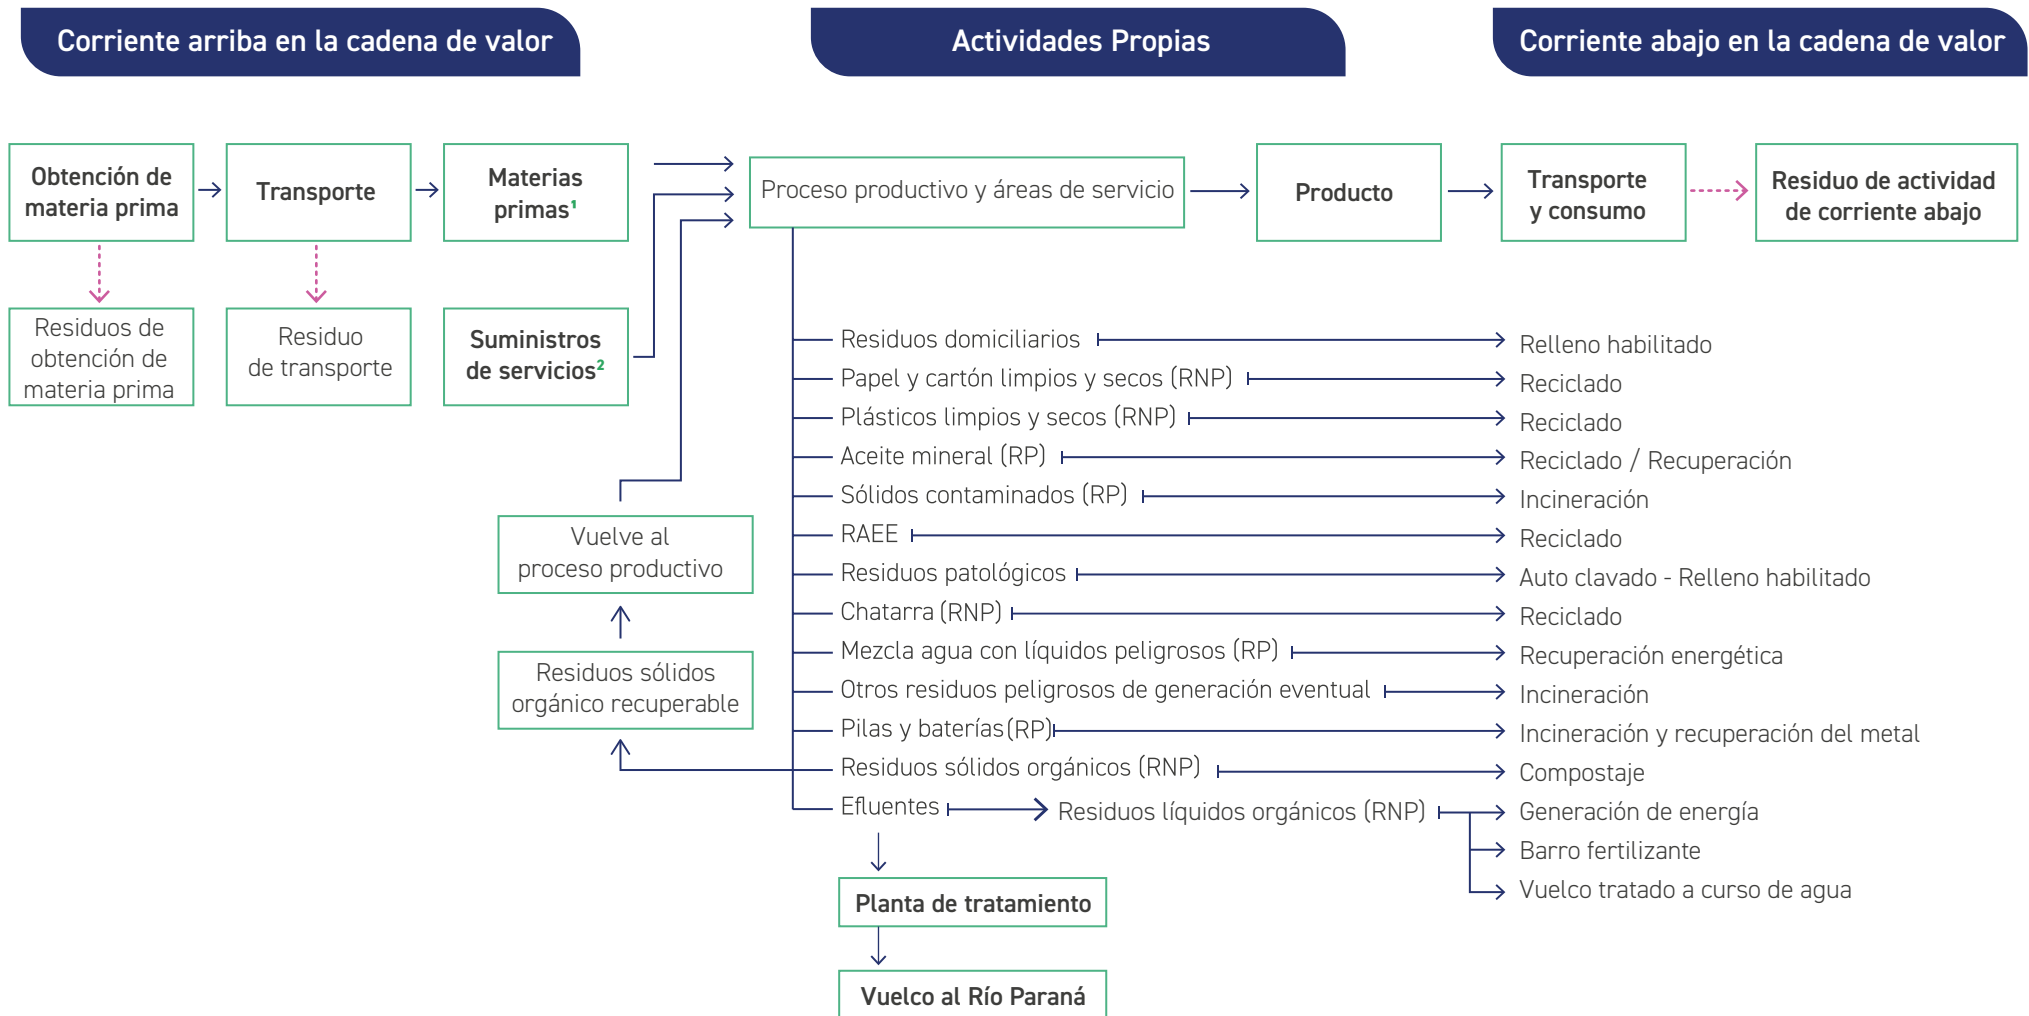 Corriente arriba en la cadena de valor
Actividades Propias
Corriente abajo en la cadena de valor
Obtención de
materia prima
Transporte
Materias
primas¹
Proceso productivo y áreas de servicio
Producto
Transporte
y consumo
Residuo de actividad
de corriente abajo
Residuos de
obtención de
materia prima
Residuo
de transporte
Suministros
de servicios²
Vuelve al
proceso productivo
Residuos sólidos
orgánico recuperable
Residuos domiciliarios
Relleno habilitado
Papel y cartón limpios y secos (RNP)
Reciclado
Plásticos limpios y secos (RNP)
Reciclado
Aceite mineral (RP)
Reciclado / Recuperación
Sólidos contaminados (RP)
Incineración
RAEE
Reciclado
Residuos patológicos
Auto clavado - Relleno habilitado
Chatarra (RNP)
Reciclado
Mezcla agua con líquidos peligrosos (RP)
Recuperación energética
Otros residuos peligrosos de generación eventual
Incineración
Pilas y baterías (RP)
Incineración y recuperación del metal
Residuos sólidos orgánicos (RNP)
Compostaje
Efluentes
Residuos líquidos orgánicos (RNP)
Generación de energía
Barro fertilizante
Vuelco tratado a curso de agua
Planta de tratamiento
Vuelco al Río Paraná